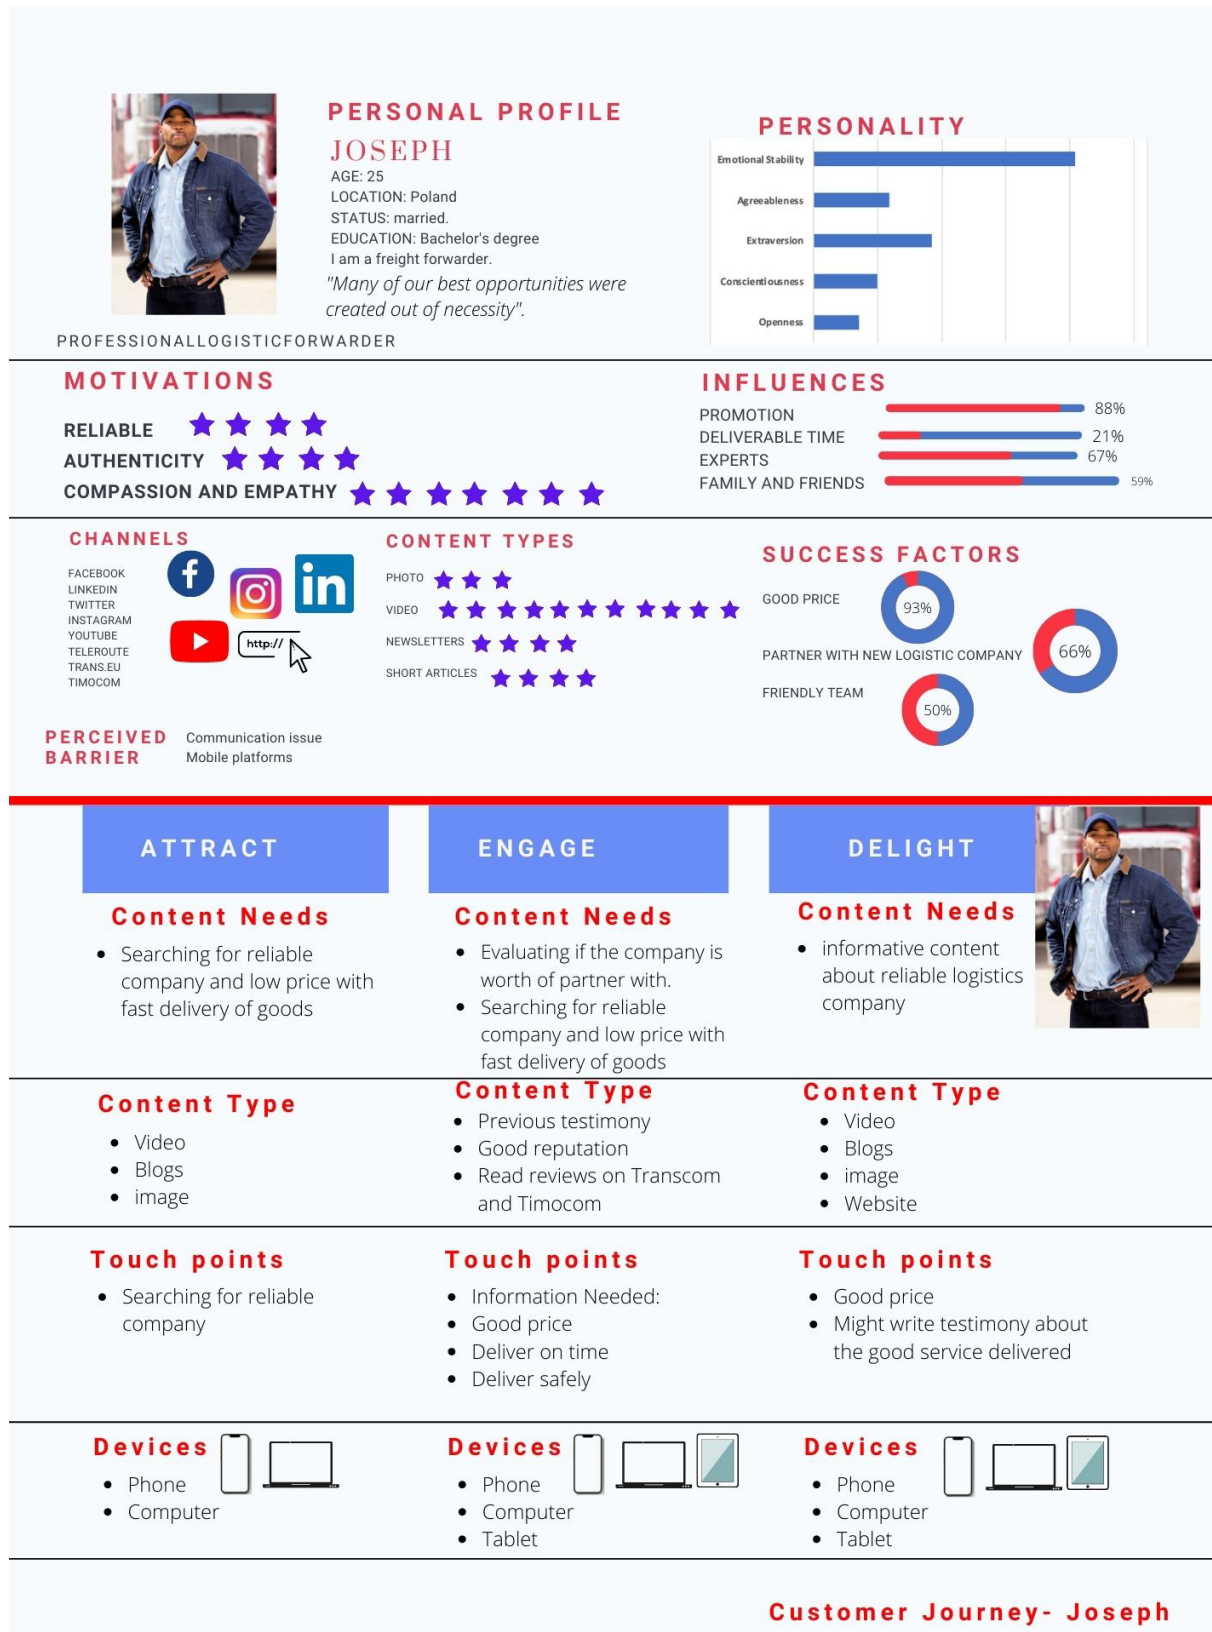 PERSONAL PROFILE
JOSEPH
AGE: 25
LOCATION: Poland
STATUS: married.
EDUCATION: Bachelor's degree
I am a freight forwarder.
"Many of our best opportunities were
created out of necessity".
PROFESSIONALLOGISTICFORWARDER
PERSONALITY
Emotional Stability
Agreeableness
Extraversion
Conscientiousness
Openness
MOTIVATIONS
RELIABLE
AUTHENTICITY
COMPASSION AND EMPATHY
INFLUENCES
PROMOTION 88%
DELIVERABLE TIME 21%
EXPERTS 67%
FAMILY AND FRIENDS 59%
CHANNELS
FACEBOOK
LINKEDIN
TWITTER
INSTAGRAM
YOUTUBE
TELEROUTE
TRANS.EU
TIMOCOM
f
in
http://
CONTENT TYPES
PHOTO
VIDEO
NEWSLETTERS
SHORT ARTICLES
SUCCESS FACTORS
GOOD PRICE 93%
PARTNER WITH NEW LOGISTIC COMPANY 66%
FRIENDLY TEAM 50%
PERCEIVED
BARRIER
Communication issue
Mobile platforms
ATTRACT
Content Needs
• Searching for reliable
company and low price with
fast delivery of goods
Content Type
• Video
• Blogs
• image
Touch points
• Searching for reliable
company
Devices
• Phone
• Computer
ENGAGE
Content Needs
• Evaluating if the company is
worth of partner with.
• Searching for reliable
company and low price with
fast delivery of goods
Content Type
• Previous testimony
• Good reputation
• Read reviews on Transcom
and Timocom
Touch points
• Information Needed:
• Good price
• Deliver on time
• Deliver safely
Devices
• Phone
• Computer
• Tablet
DELIGHT
Content Needs
• informative content
about reliable logistics
company
Content Type
• Video
• Blogs
• image
• Website
Touch points
• Good price
• Might write testimony about
the good service delivered
Devices
• Phone
• Computer
• Tablet
Customer Journey- Joseph